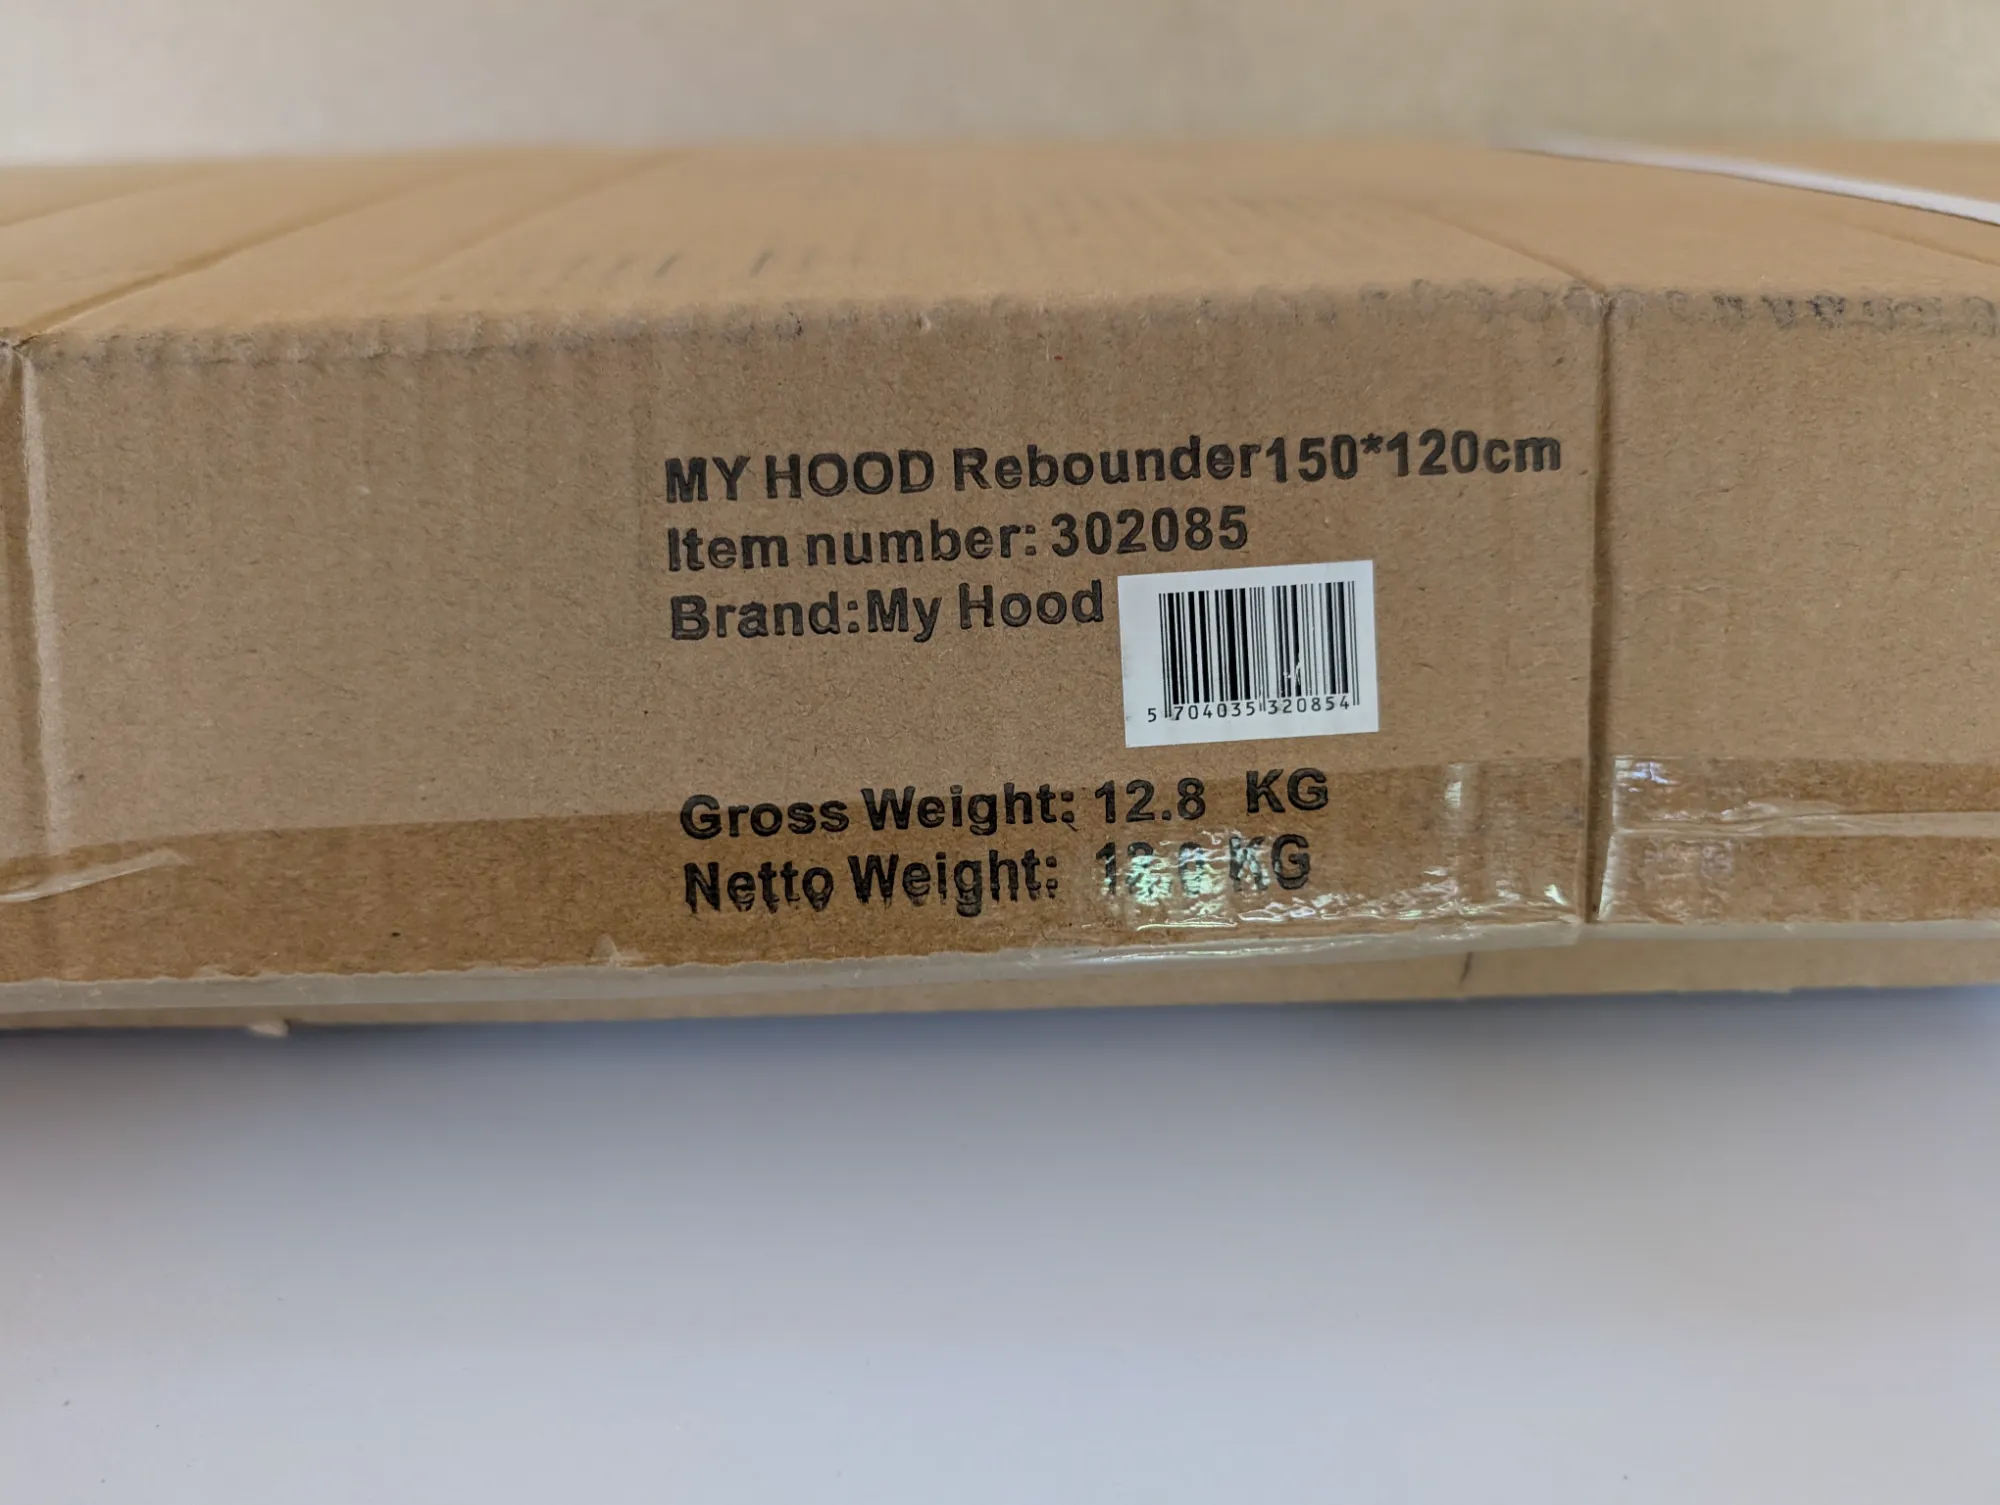 MY HOOD Rebounder150*120cm
Item number: 302085
Brand:My Hood
5 704035 320854
Gross Weight: 12.8 KG
Netto Weight: KG